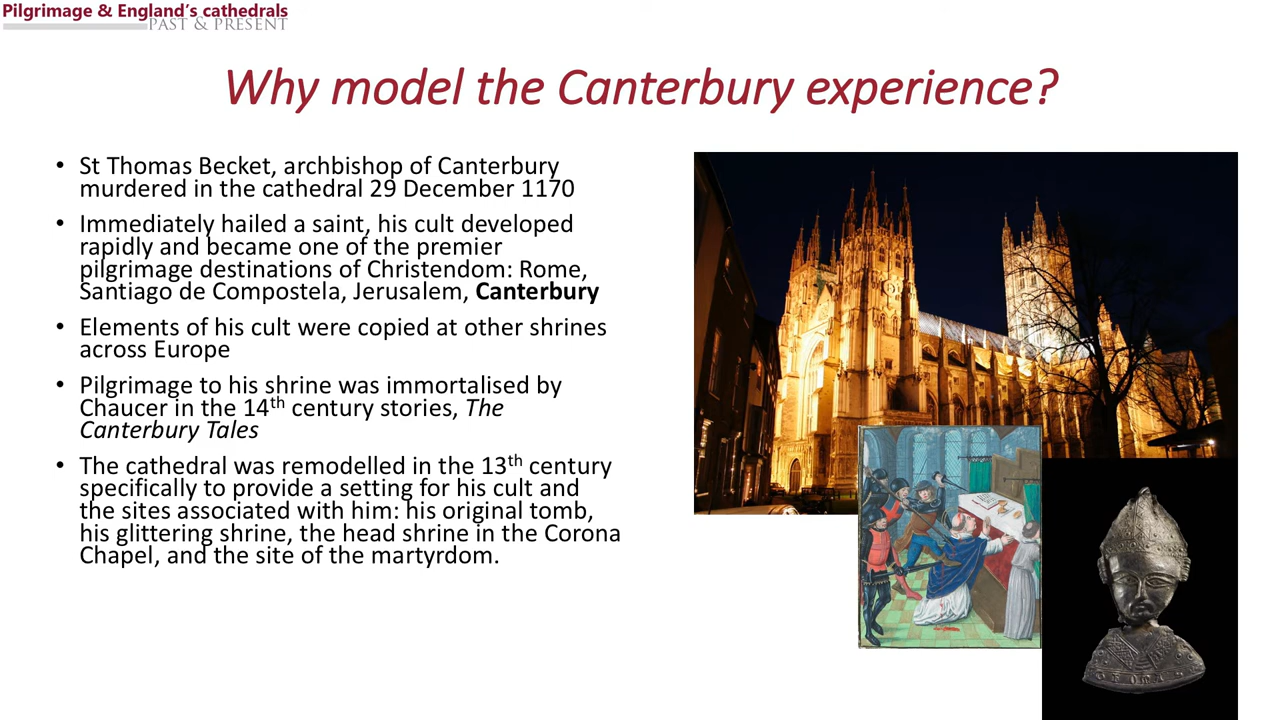 Pilgrimage & England's cathedrals
PAST & PRESENT
Why model the Canterbury experience?
• St Thomas Becket, archbishop of Canterbury
murdered in the cathedral 29 December 1170
• Immediately hailed a saint, his cult developed
rapidly and became one of the premier
pilgrimage destinations of Christendom: Rome,
Santiago de Compostela, Jerusalem, Canterbury
• Elements of his cult were copied at other shrines
across Europe
• Pilgrimage to his shrine was immortalised by
Chaucer in the 14th century stories, The
Canterbury Tales
• The cathedral was remodelled in the 13th century
specifically to provide a setting for his cult and
the sites associated with him: his original tomb,
his glittering shrine, the head shrine in the Corona
Chapel, and the site of the martyrdom.